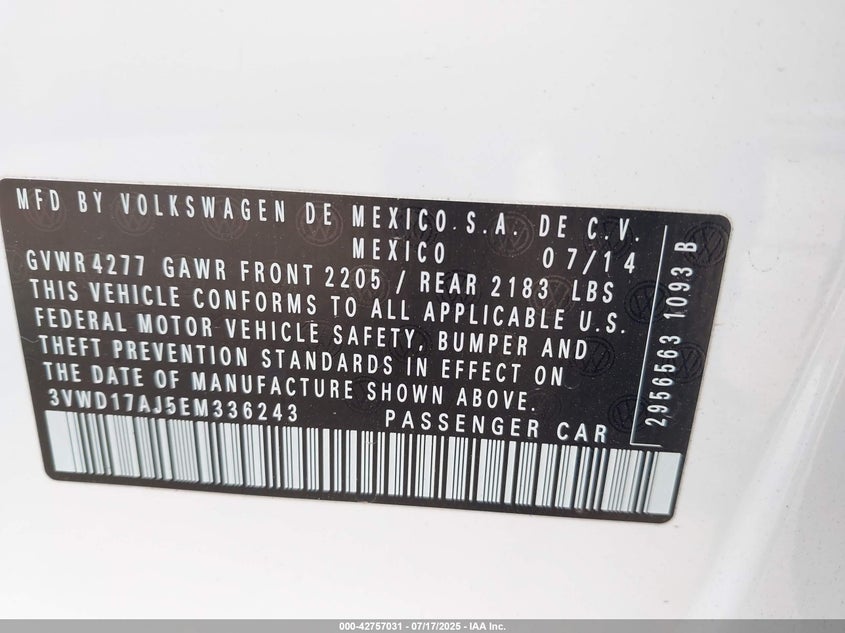 MFD BY VOLKSWAGEN DE MEXICO.S.A. DE C.V.
MEXICO 07/14
GVWR 4277 GAWR FRONT 2205 / REAR 2183 LBS
THIS VEHICLE CONFORMS TO ALL APPLICABLE U.S.
FEDERAL MOTOR VEHICLE SAFETY, BUMPER AND
THEFT PREVENTION STANDARDS IN EFFECT ON
THE DATE OF MANUFACTURE SHOWN ABOVE.
3VWD17AJ5EM336243 PASSENGER CAR
2956563 1093 B
000-42757031 - 07/17/2025 - IAA Inc.